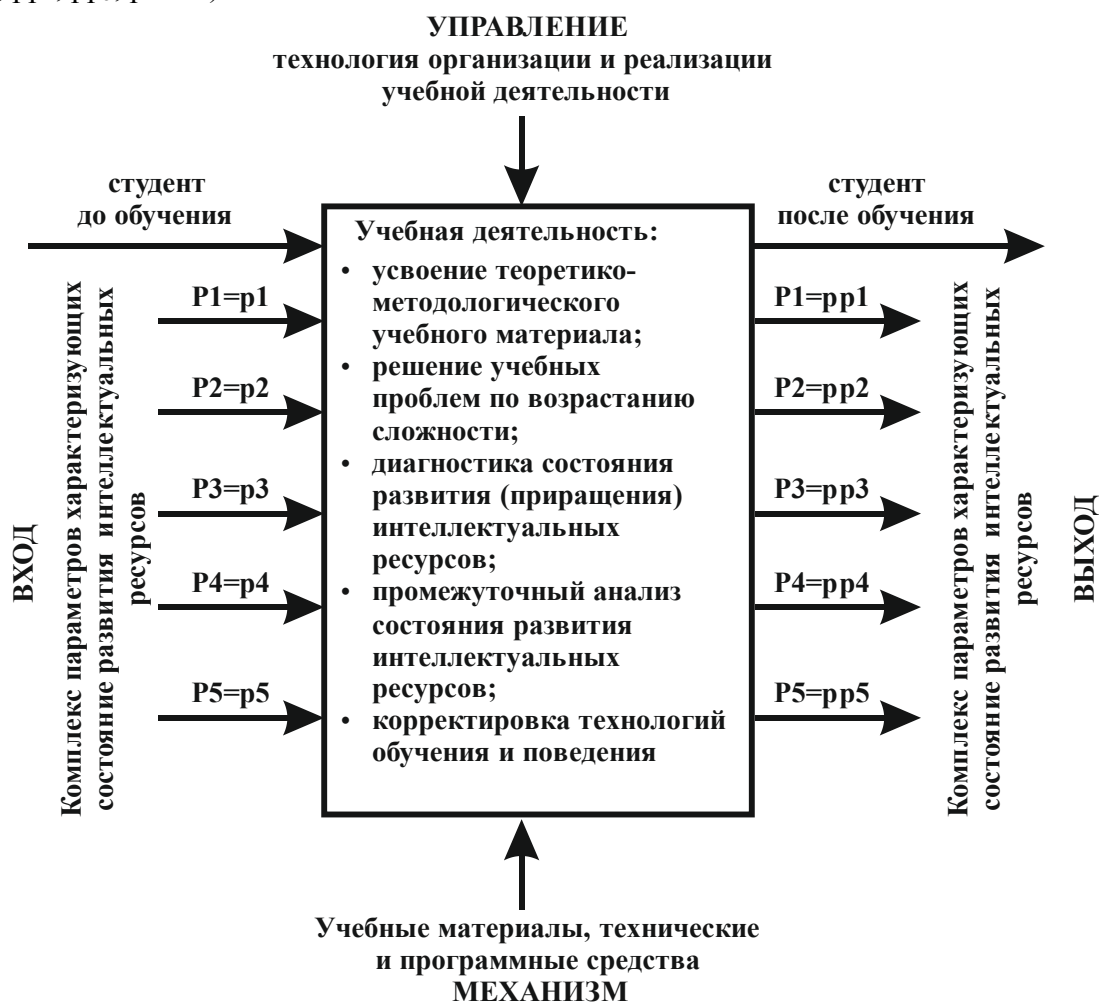 УПРАВЛЕНИЕ
технология организации и реализации
учебной деятельности
студент
до обучения
студент
после обучения
ВХОД
Комплекс параметров характеризующих
состояние развития интеллектуальных
ресурсов
P1=p1
P2=p2
P3=p3
P4=p4
P5=p5
Учебная деятельность:
• усвоение теоретико-
методологического
учебного материала;
• решение учебных
проблем по возрастанию
сложности;
• диагностика состояния
развития (приращения)
интеллектуальных
ресурсов;
• промежуточный анализ
состояния развития
интеллектуальных
ресурсов;
• корректировка технологий
обучения и поведения
P1=pp1
P2=pp2
P3=pp3
P4=pp4
P5=pp5
Комплекс параметров характеризующих
состояние развития интеллектуальных
ресурсов
ВЫХОД
Учебные материалы, технические
и программные средства
МЕХАНИЗМ